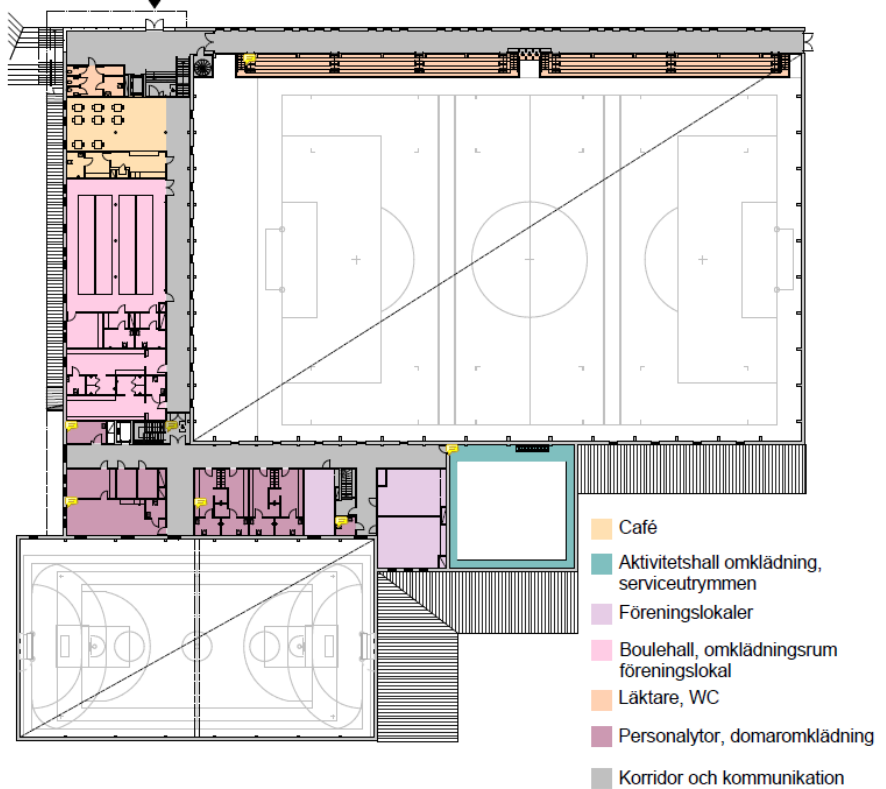 Café
Aktivitetshall omklädning,
serviceutrymmen
Föreningslokaler
Boulehall, omklädningsrum
föreningslokal
Läktare, WC
Personalytor, domaromklädning
Korridor och kommunikation